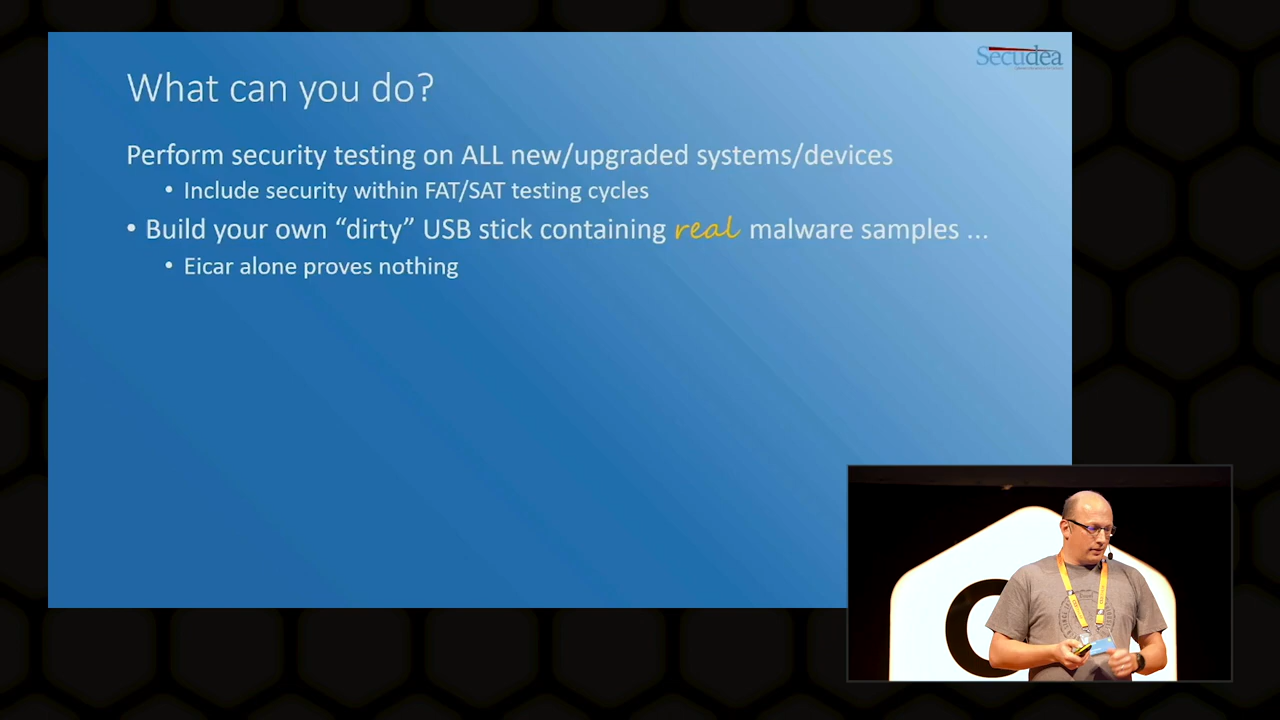 Secudea
What can you do?
Perform security testing on ALL new/upgraded systems/devices
• Include security within FAT/SAT testing cycles
• Build your own “dirty” USB stick containing real malware samples ...
• Eicar alone proves nothing